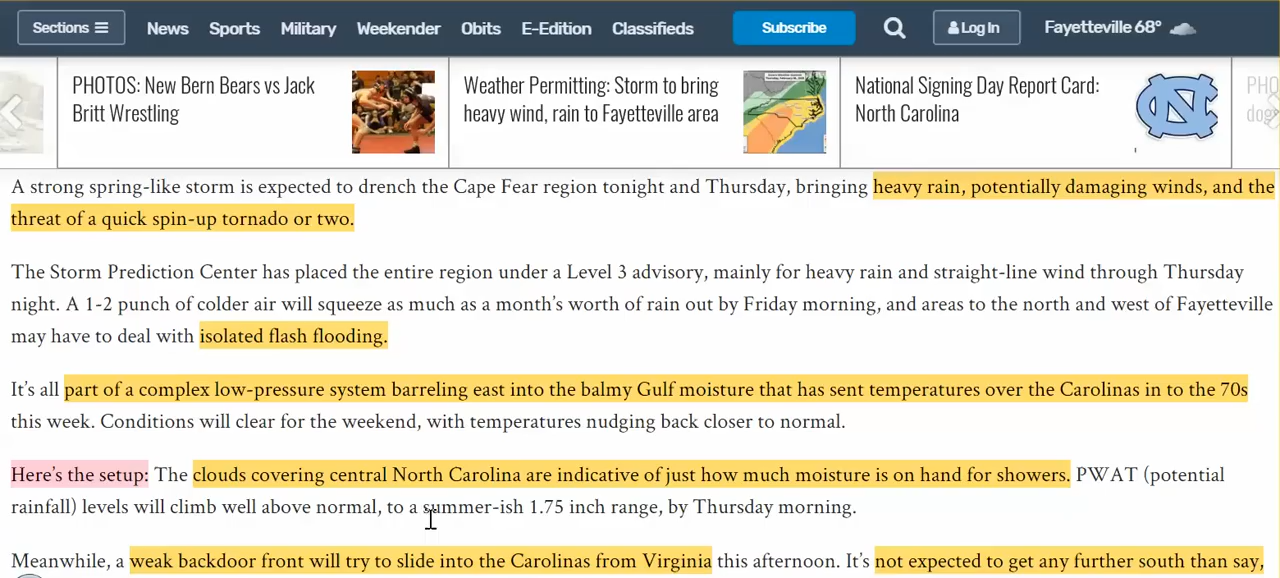 Sections ☰ News Sports Military Weekender Obits E-Edition Classifieds Subscribe Log In Fayetteville 68°
PHOTOS: New Bern Bears vs Jack
Britt Wrestling
Weather Permitting: Storm to bring
heavy wind, rain to Fayetteville area
National Signing Day Report Card:
North Carolina
PHO
dog
A strong spring-like storm is expected to drench the Cape Fear region tonight and Thursday, bringing heavy rain, potentially damaging winds, and the
threat of a quick spin-up tornado or two.
The Storm Prediction Center has placed the entire region under a Level 3 advisory, mainly for heavy rain and straight-line wind through Thursday
night. A 1-2 punch of colder air will squeeze as much as a month’s worth of rain out by Friday morning, and areas to the north and west of Fayetteville
may have to deal with isolated flash flooding.
It’s all part of a complex low-pressure system barreling east into the balmy Gulf moisture that has sent temperatures over the Carolinas in to the 70s
this week. Conditions will clear for the weekend, with temperatures nudging back closer to normal.
Here’s the setup: The clouds covering central North Carolina are indicative of just how much moisture is on hand for showers. PWAT (potential
rainfall) levels will climb well above normal, to a summer-ish 1.75 inch range, by Thursday morning.
Meanwhile, a weak backdoor front will try to slide into the Carolinas from Virginia this afternoon. It’s not expected to get any further south than say,